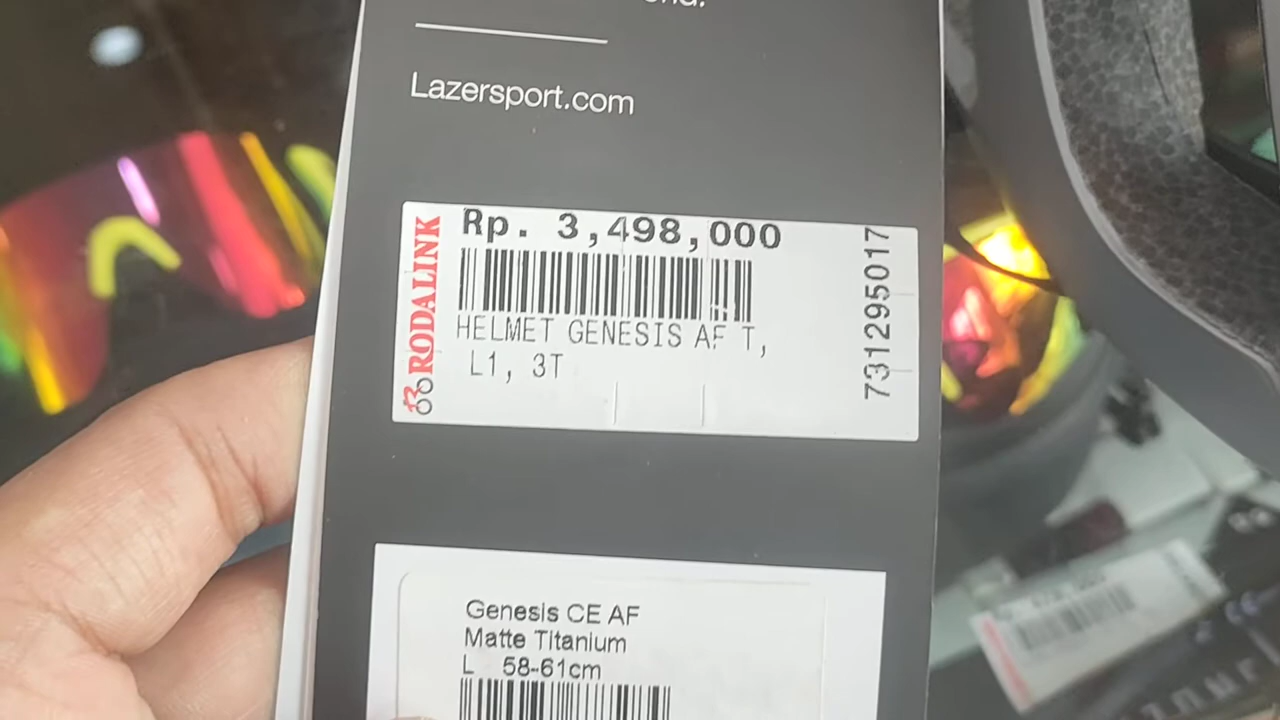 Lazersport.com
RODALINK
Rp. 3,498,000
HELMET GENESIS AF T,
L1, 3T
731295017
Genesis CE AF
Matte Titanium
L 58-61cm